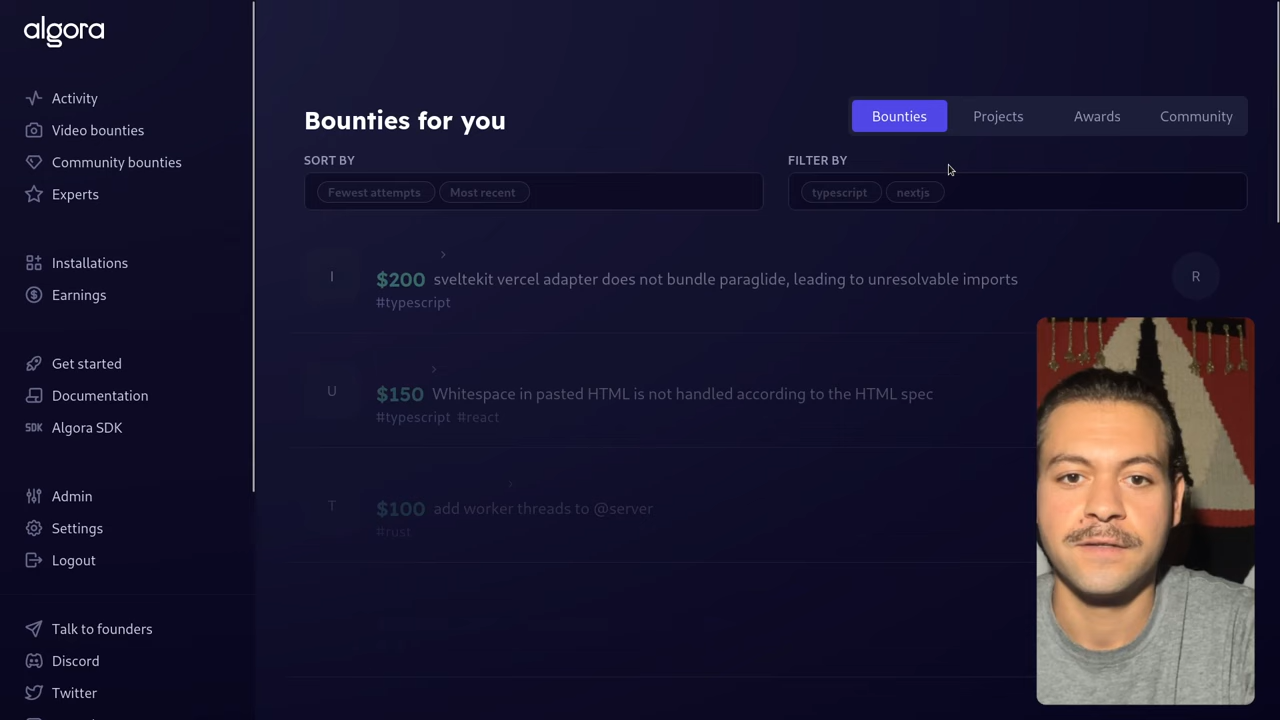 algora
Activity
Video bounties
Community bounties
Experts
Installations
Earnings
Get started
Documentation
SDK Algora SDK
Admin
Settings
Logout
Talk to founders
Discord
Twitter
Bounties for you
Bounties Projects Awards Community
SORT BY
Fewest attempts Most recent
FILTER BY
typescript nextjs
I
$200 sveltekit vercel adapter does not bundle paraglide, leading to unresolvable imports
#typescript
R
U
$150 Whitespace in pasted HTML is not handled according to the HTML spec
#typescript #react
T
$100 add worker threads to @server
#rust